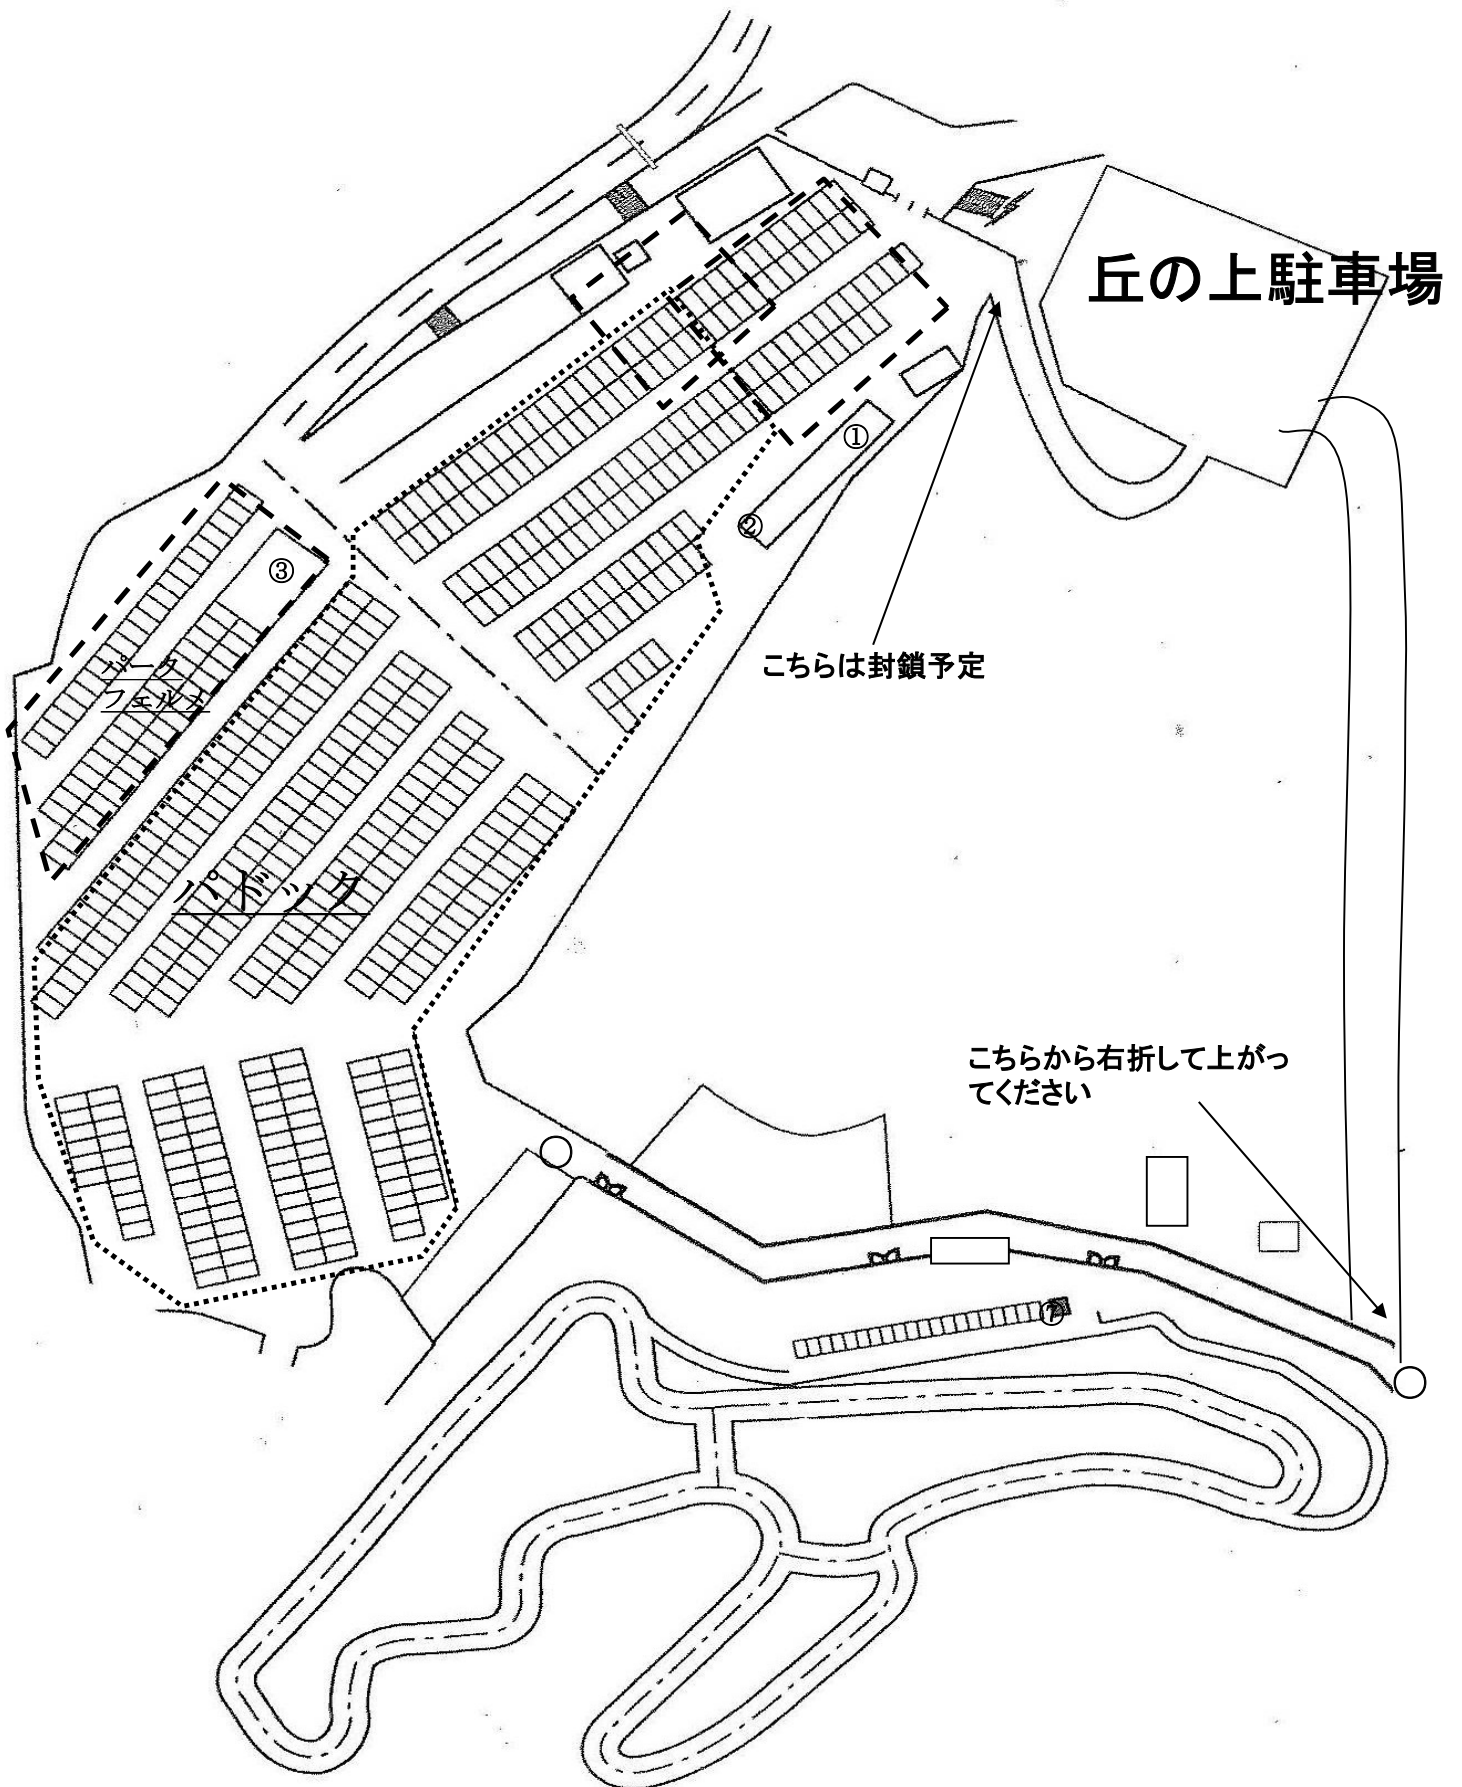 丘の上駐車場
①
②
③
こちらは封鎖予定
パーク
フェルメ
パドック
こちらから右折して上がっ
てください
⑦